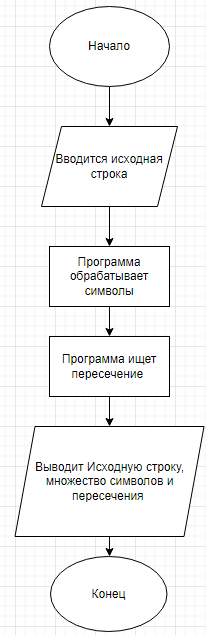 Начало
Вводится исходная
строка
Программа
обрабатывает
символы
Программа ищет
пересечение
Выводит Исходную строку,
множество символов и
пересечения
Конец